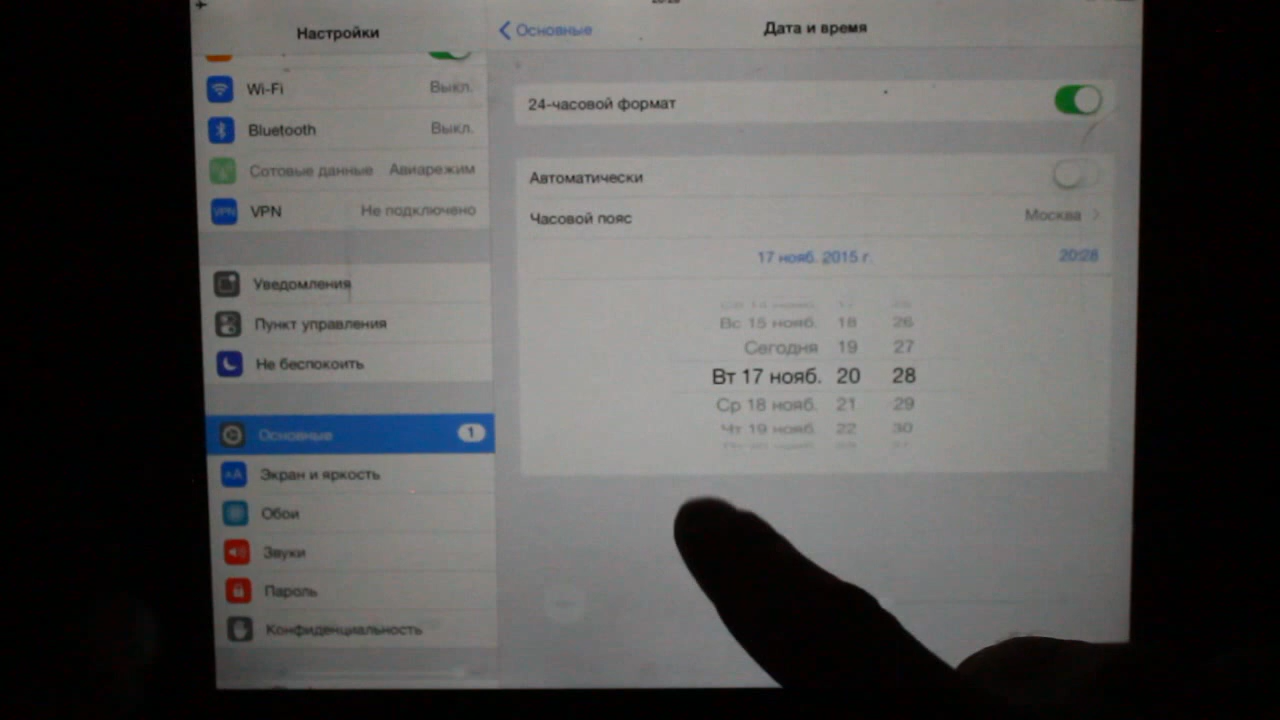 Настройки
Wi-Fi Выкл.
Bluetooth Выкл.
Сотовые данные Авиарежим
VPN VPN Не подключено
Уведомления
Пункт управления
Не беспокоить
Основные 1
AA Экран и яркость
Обои
Звуки
Пароль
Конфиденциальность
Основные Дата и время
24-часовой формат
Автоматически
Часовой пояс Москва
17 нояб. 2015 г. 20:28
Вс 15 нояб. 18 26
Сегодня 19 27
Вт 17 нояб. 20 28
Ср 18 нояб. 21 29
Чт 19 нояб. 22 30